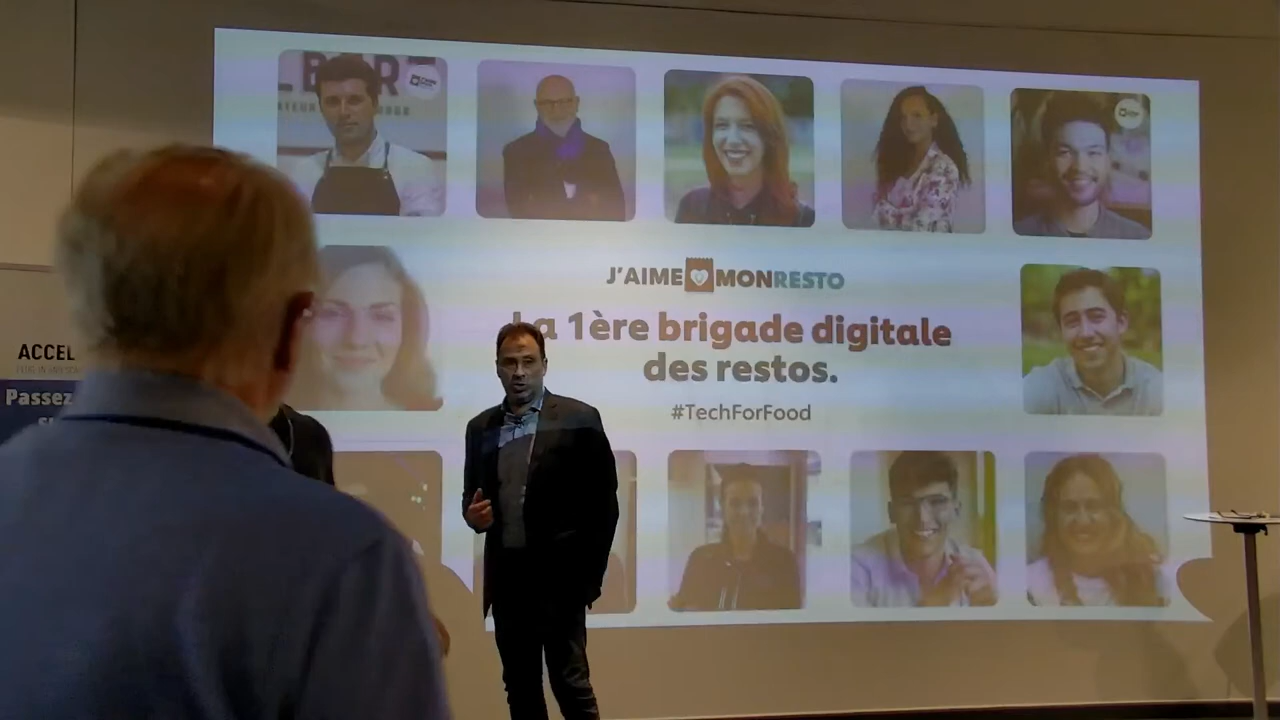 J'AIME MONRESTO
La 1ère brigade digitale
des restos.
#TechForFood
ACCEL
Passez